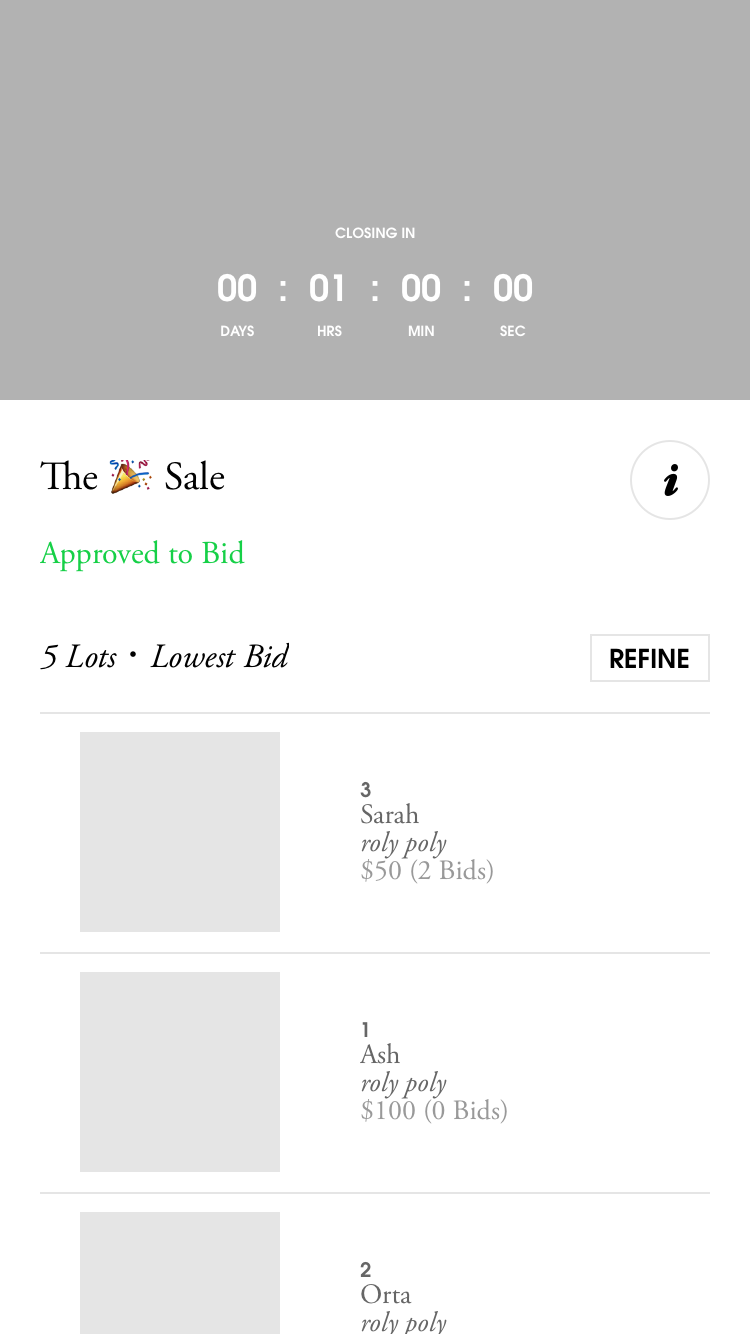 CLOSING IN
00 : 01 : 00 : 00
DAYS HRS MIN SEC
The 🎉 Sale
i
Approved to Bid
5 Lots • Lowest Bid
REFINE
3
Sarah
roly poly
$50 (2 Bids)
1
Ash
roly poly
$100 (0 Bids)
2
Orta
roly poly